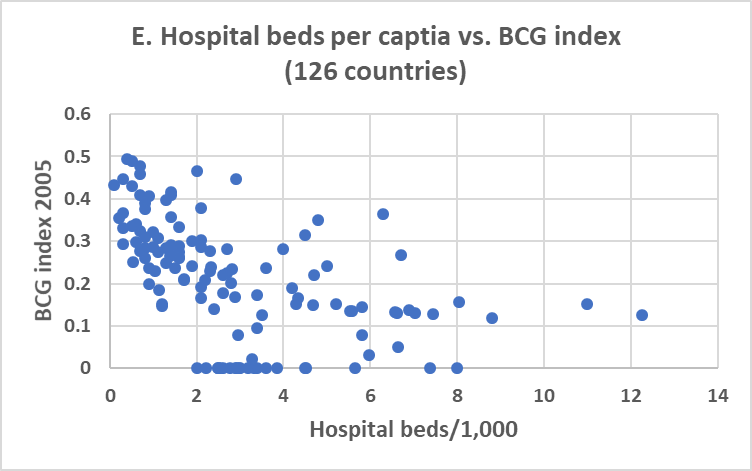 E. Hospital beds per captia vs. BCG index
(126 countries)
0.6
0.5
0.4
0.3
0.2
0.1
0
BCG index 2005
0 2 4 6 8 10 12 14
Hospital beds/1,000